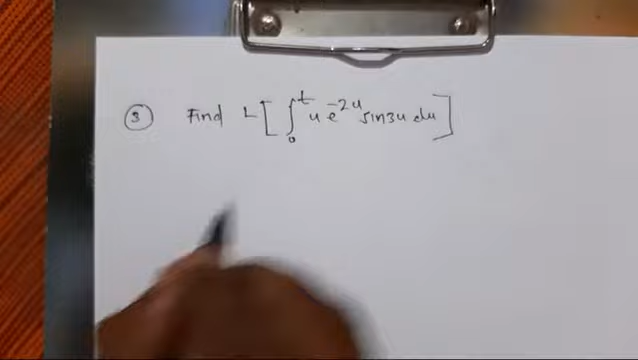 ③ Find L[∫₀ᵗ u e⁻²ᵘ sin3u du]